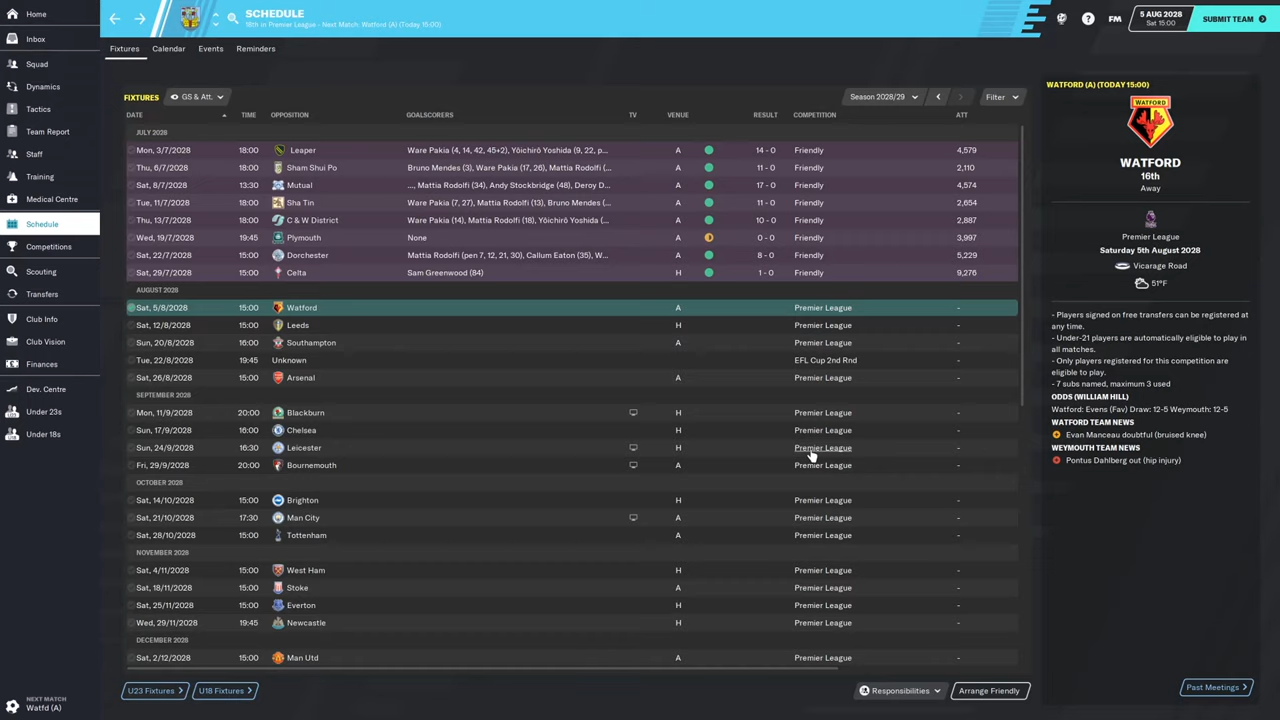 Home
Inbox
Squad
Dynamics
Tactics
Team Report
Staff
Training
Medical Centre
Schedule
Competitions
Scouting
Transfers
Club Info
Club Vision
Finances
Dev. Centre
Under 23s
Under 18s
NEXT MATCH
Watfd (A)
SCHEDULE
18th in Premier League - Next Match: Watford (A) (Today 15:00)
FM
5 AUG 2028
Sat 15:00
SUBMIT TEAM
Fixtures Calendar Events Reminders
FIXTURES GS & Att. Season 2028/29 Filter
DATE TIME OPPOSITION GOALSCORERS TV VENUE RESULT COMPETITION ATT
JULY 2028
Mon, 3/7/2028 18:00 Leaper Ware Pakia (4, 14, 42, 45+2), Yōichirō Yoshida (9, 22, p... A 14 - 0 Friendly 4,579
Thu, 6/7/2028 18:00 Sham Shui Po Bruno Mendes (3), Ware Pakia (17, 26), Mattia Rodolfi (... A 11 - 0 Friendly 2,110
Sat, 8/7/2028 13:30 Mutual ..., Mattia Rodolfi (34), Andy Stockbridge (48), Deroy D... A 17 - 0 Friendly 4,574
Tue, 11/7/2028 18:00 Sha Tin Ware Pakia (7, 27), Mattia Rodolfi (13), Bruno Mendes (... A 11 - 0 Friendly 2,654
Thu, 13/7/2028 18:00 C & W District Ware Pakia (14), Mattia Rodolfi (18), Yōichirō Yoshida (... A 10 - 0 Friendly 2,887
Wed, 19/7/2028 19:45 Plymouth None A 0 - 0 Friendly 3,997
Sat, 22/7/2028 15:00 Dorchester Mattia Rodolfi (pen 7, 12, 21, 30), Callum Eaton (35), W... A 8 - 0 Friendly 5,229
Sat, 29/7/2028 15:00 Celta Sam Greenwood (84) H 1 - 0 Friendly 9,276
AUGUST 2028
Sat, 5/8/2028 15:00 Watford A Premier League -
Sat, 12/8/2028 15:00 Leeds H Premier League -
Sun, 20/8/2028 16:00 Southampton A Premier League -
Tue, 22/8/2028 19:45 Unknown EFL Cup 2nd Rnd -
Sat, 26/8/2028 15:00 Arsenal A Premier League -
SEPTEMBER 2028
Mon, 11/9/2028 20:00 Blackburn H Premier League -
Sun, 17/9/2028 16:00 Chelsea H Premier League -
Sun, 24/9/2028 16:30 Leicester H Premier League -
Fri, 29/9/2028 20:00 Bournemouth A Premier League -
OCTOBER 2028
Sat, 14/10/2028 15:00 Brighton H Premier League -
Sat, 21/10/2028 17:30 Man City A Premier League -
Sat, 28/10/2028 15:00 Tottenham A Premier League -
NOVEMBER 2028
Sat, 4/11/2028 15:00 West Ham H Premier League -
Sat, 18/11/2028 15:00 Stoke A Premier League -
Sat, 25/11/2028 15:00 Everton H Premier League -
Wed, 29/11/2028 19:45 Newcastle H Premier League -
DECEMBER 2028
Sat, 2/12/2028 15:00 Man Utd A Premier League -
U23 Fixtures U18 Fixtures Responsibilities Arrange Friendly
WATFORD (A) (TODAY 15:00)
WATFORD
WATFORD
16th
Away
Premier League
Saturday 5th August 2028
Vicarage Road
51°F
- Players signed on free transfers can be registered at
any time.
- Under-21 players are automatically eligible to play in
all matches.
- Only players registered for this competition are
eligible to play.
- 7 subs named, maximum 3 used
ODDS (WILLIAM HILL)
Watford: Evens (Fav) Draw: 12-5 Weymouth: 12-5
WATFORD TEAM NEWS
Evan Manceau doubtful (bruised knee)
WEYMOUTH TEAM NEWS
Pontus Dahlberg out (hip injury)
Past Meetings